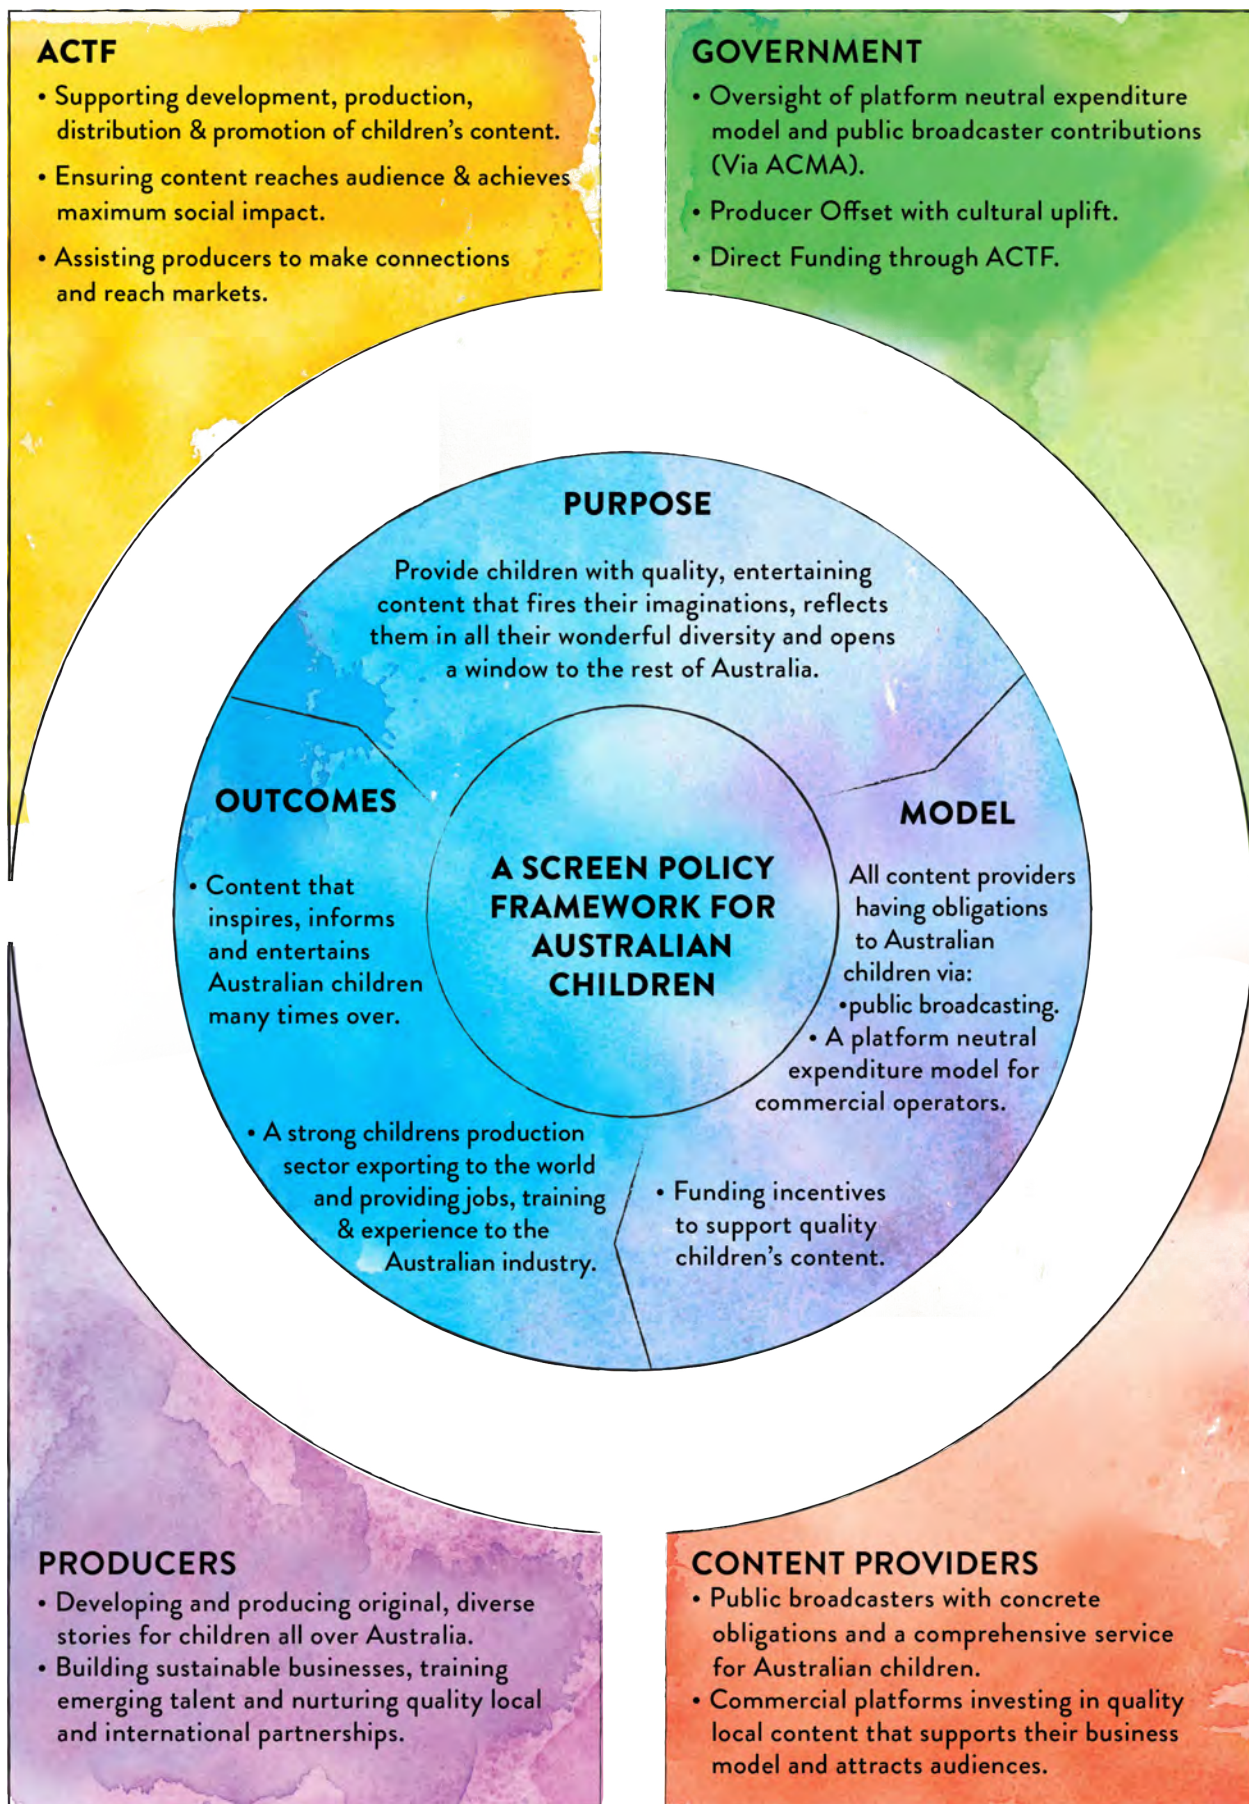 ACTF
• Supporting development, production,
distribution & promotion of children's content.
• Ensuring content reaches audience & achieves
maximum social impact.
• Assisting producers to make connections
and reach markets.
GOVERNMENT
• Oversight of platform neutral expenditure
model and public broadcaster contributions
(Via ACMA).
• Producer Offset with cultural uplift.
• Direct Funding through ACTF.
PURPOSE
Provide children with quality, entertaining
content that fires their imaginations, reflects
them in all their wonderful diversity and opens
a window to the rest of Australia.
OUTCOMES
• Content that
inspires, informs
and entertains
Australian children
many times over.
• A strong childrens production
sector exporting to the world
and providing jobs, training
& experience to the
Australian industry.
A SCREEN POLICY
FRAMEWORK FOR
AUSTRALIAN
CHILDREN
MODEL
All content providers
having obligations
to Australian
children via:
•public broadcasting.
• A platform neutral
expenditure model for
commercial operators.
• Funding incentives
to support quality
children's content.
PRODUCERS
• Developing and producing original, diverse
stories for children all over Australia.
• Building sustainable businesses, training
emerging talent and nurturing quality local
and international partnerships.
CONTENT PROVIDERS
• Public broadcasters with concrete
obligations and a comprehensive service
for Australian children.
• Commercial platforms investing in quality
local content that supports their business
model and attracts audiences.